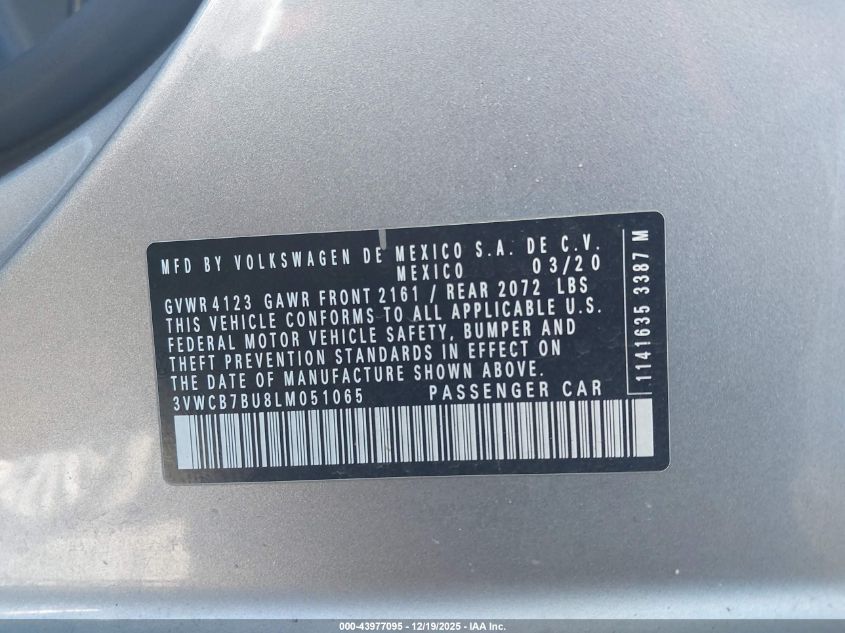 MFD BY VOLKSWAGEN DE MEXICO S.A. DE C.V.
MEXICO 03/20
GVWR 4123 GAWR FRONT 2161 / REAR 2072 LBS
THIS VEHICLE CONFORMS TO ALL APPLICABLE U.S.
FEDERAL MOTOR VEHICLE SAFETY, BUMPER AND
THEFT PREVENTION STANDARDS IN EFFECT ON
THE DATE OF MANUFACTURE SHOWN ABOVE.
3VWCB7BU8LM051065 PASSENGER CAR
1141635 3387 M
000-43977095 - 12/19/2025 - IAA Inc.